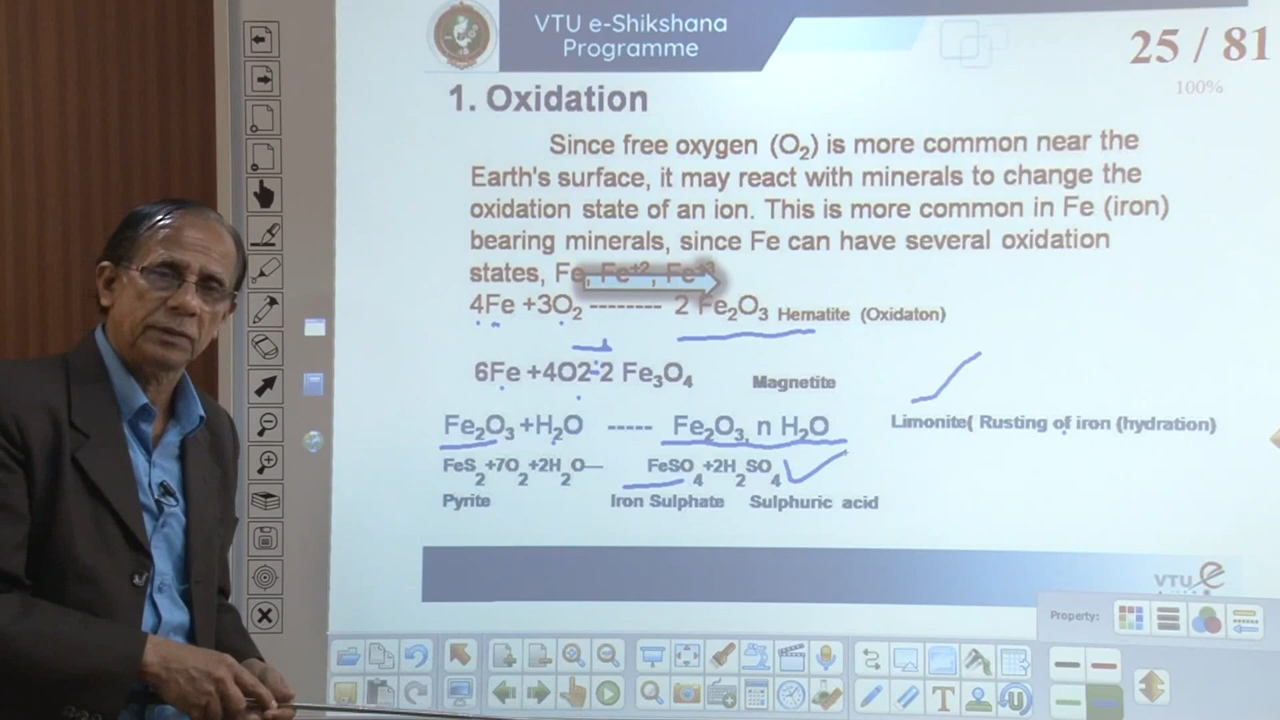 VTU e-Shikshana
Programme
25 / 81
100%
1. Oxidation
Since free oxygen (O₂) is more common near the
Earth's surface, it may react with minerals to change the
oxidation state of an ion. This is more common in Fe (iron)
bearing minerals, since Fe can have several oxidation
states, Fe, Fe⁺², Fe⁺³
4Fe +3O₂ -------- 2 Fe₂O₃ Hematite (Oxidaton)
6Fe +4O2-2 Fe₃O₄ Magnetite
Fe₂O₃ +H₂O ----- Fe₂O₃, n H₂O Limonite( Rusting of iron (hydration)
FeS₂+7O₂+2H₂O— FeSO₄+2H₂SO₄
Pyrite Iron Sulphate Sulphuric acid
VTU e
Property: